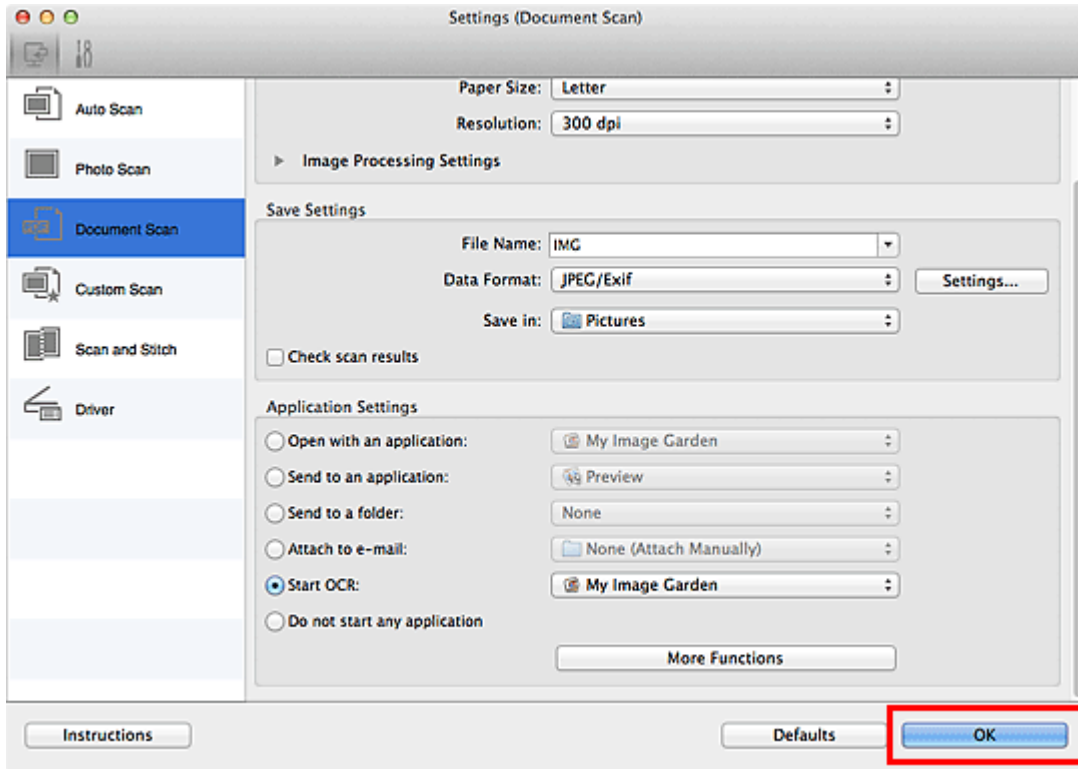 Settings (Document Scan)
Auto Scan
Photo Scan
Document Scan
Custom Scan
Scan and Stitch
Driver
Paper Size: Letter
Resolution: 300 dpi
Image Processing Settings
Save Settings
File Name: IMG
Data Format: JPEG/Exif Settings...
Save in: Pictures
Check scan results
Application Settings
Open with an application: My Image Garden
Send to an application: Preview
Send to a folder: None
Attach to e-mail: None (Attach Manually)
Start OCR: My Image Garden
Do not start any application
More Functions
Instructions Defaults OK